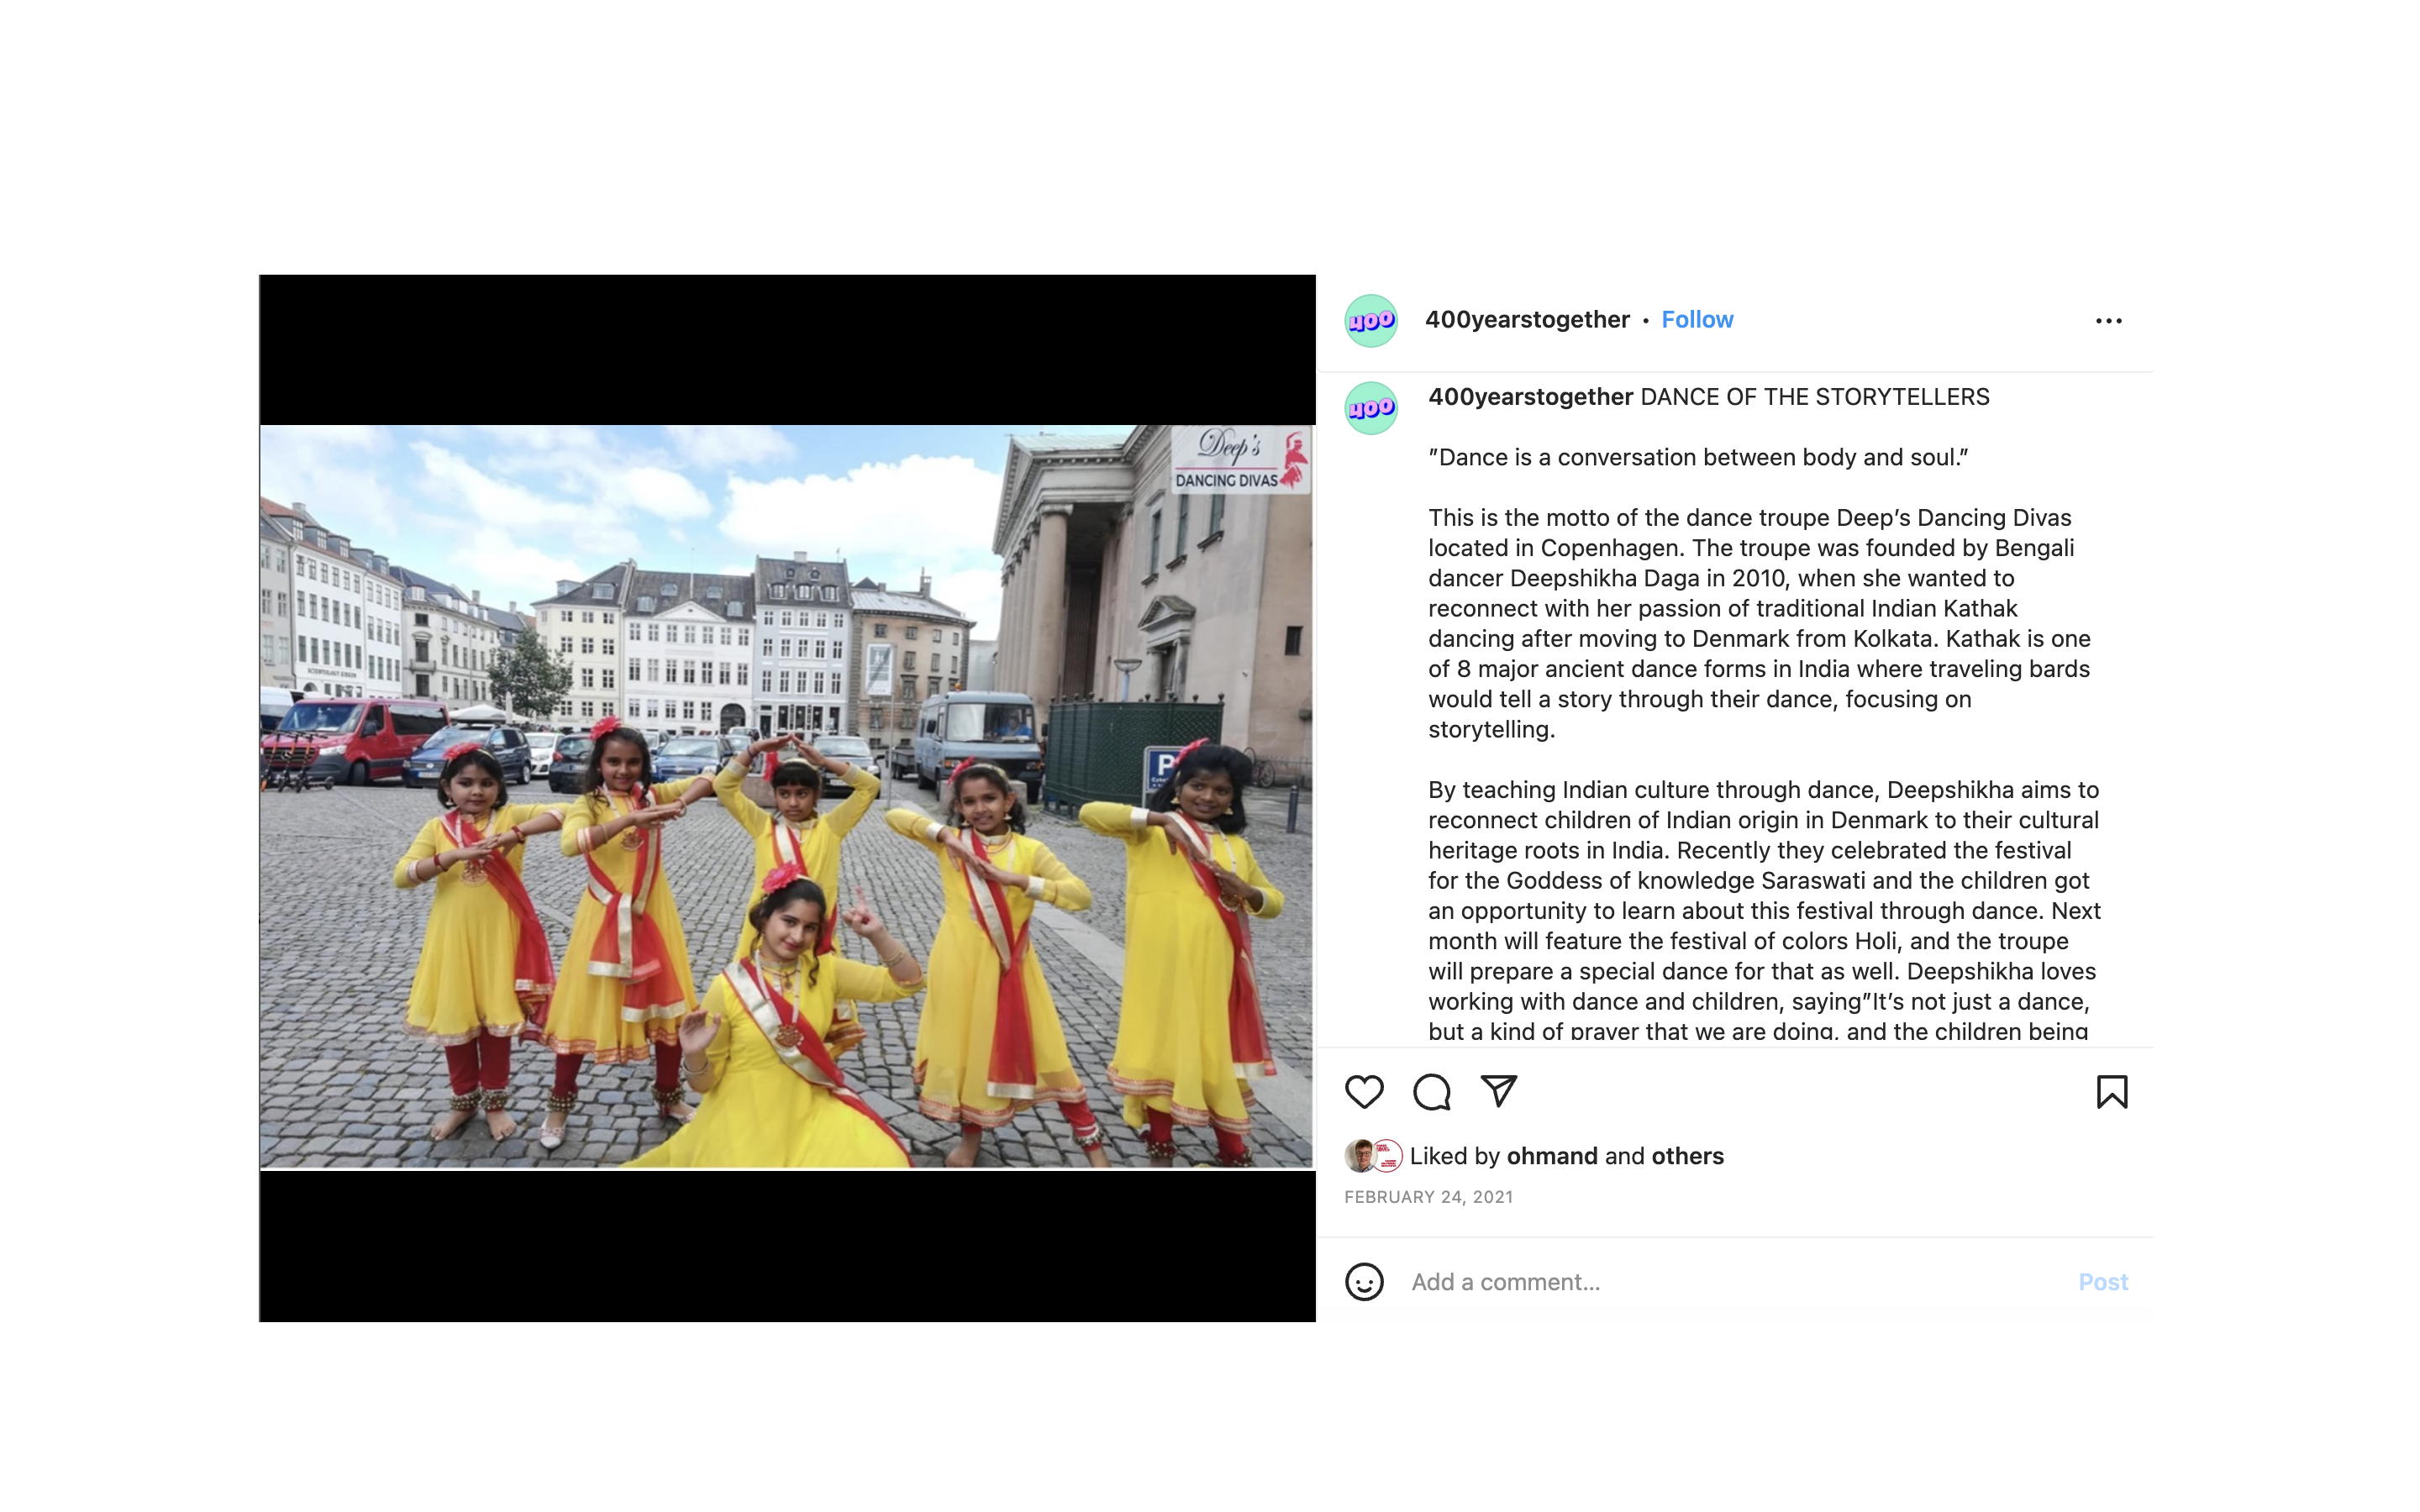 Deep's
DANCING DIVAS
P
400
400yearstogether • Follow
400
400yearstogether DANCE OF THE STORYTELLERS
"Dance is a conversation between body and soul."
This is the motto of the dance troupe Deep's Dancing Divas
located in Copenhagen. The troupe was founded by Bengali
dancer Deepshikha Daga in 2010, when she wanted to
reconnect with her passion of traditional Indian Kathak
dancing after moving to Denmark from Kolkata. Kathak is one
of 8 major ancient dance forms in India where traveling bards
would tell a story through their dance, focusing on
storytelling.
By teaching Indian culture through dance, Deepshikha aims to
reconnect children of Indian origin in Denmark to their cultural
heritage roots in India. Recently they celebrated the festival
for the Goddess of knowledge Saraswati and the children got
an opportunity to learn about this festival through dance. Next
month will feature the festival of colors Holi, and the troupe
will prepare a special dance for that as well. Deepshikha loves
working with dance and children, saying"It's not just a dance,
but a kind of prayer that we are doing, and the children being
Liked by ohmand and others
FEBRUARY 24, 2021
Add a comment...
Post